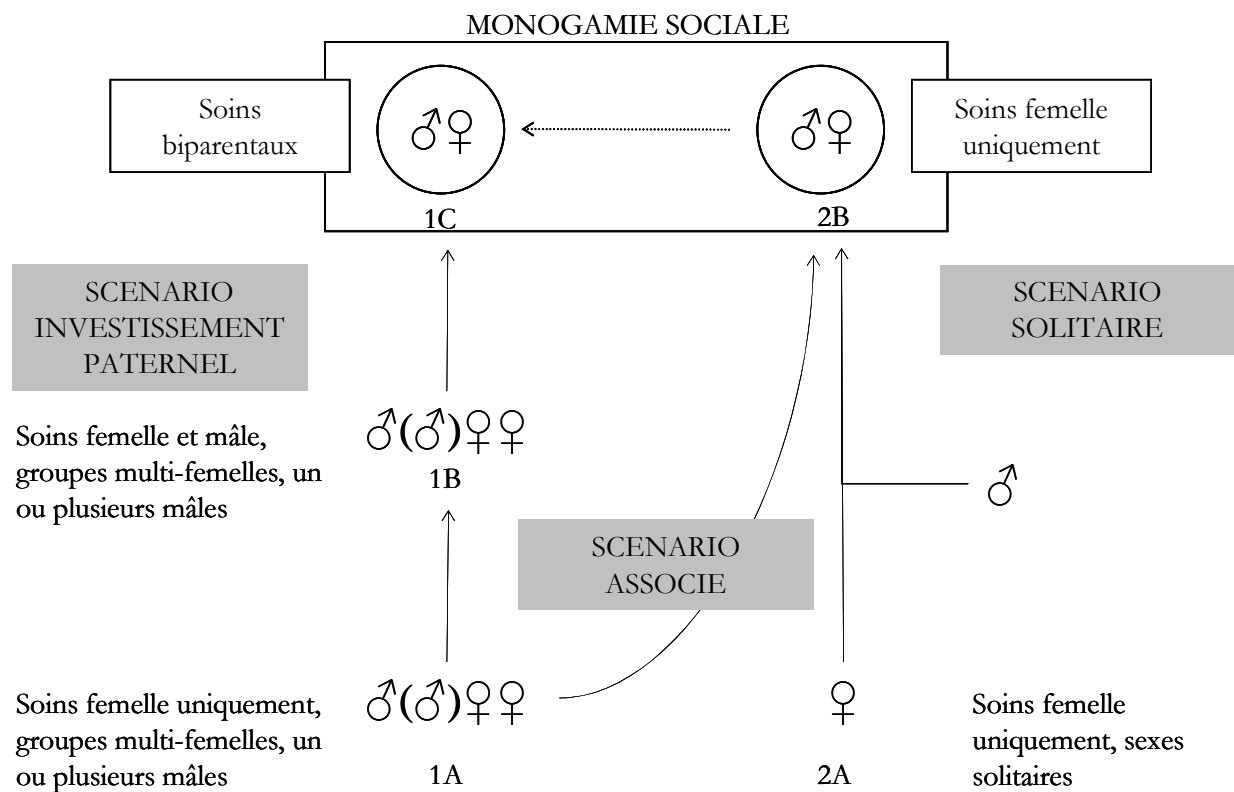 MONOGAMIE SOCIALE
Soins
biparentaux
♂♀
♂♀
Soins femelle
uniquement
1C
2B
SCENARIO
INVESTISSEMENT
PATERNEL
SCENARIO
SOLITAIRE
Soins femelle et mâle,
groupes multi-femelles, un
ou plusieurs mâles
♂(♂)♀♀
1B
♂
SCENARIO
ASSOCIE
Soins femelle uniquement,
groupes multi-femelles, un
ou plusieurs mâles
♂(♂)♀♀
1A
♀
2A
Soins femelle
uniquement, sexes
solitaires